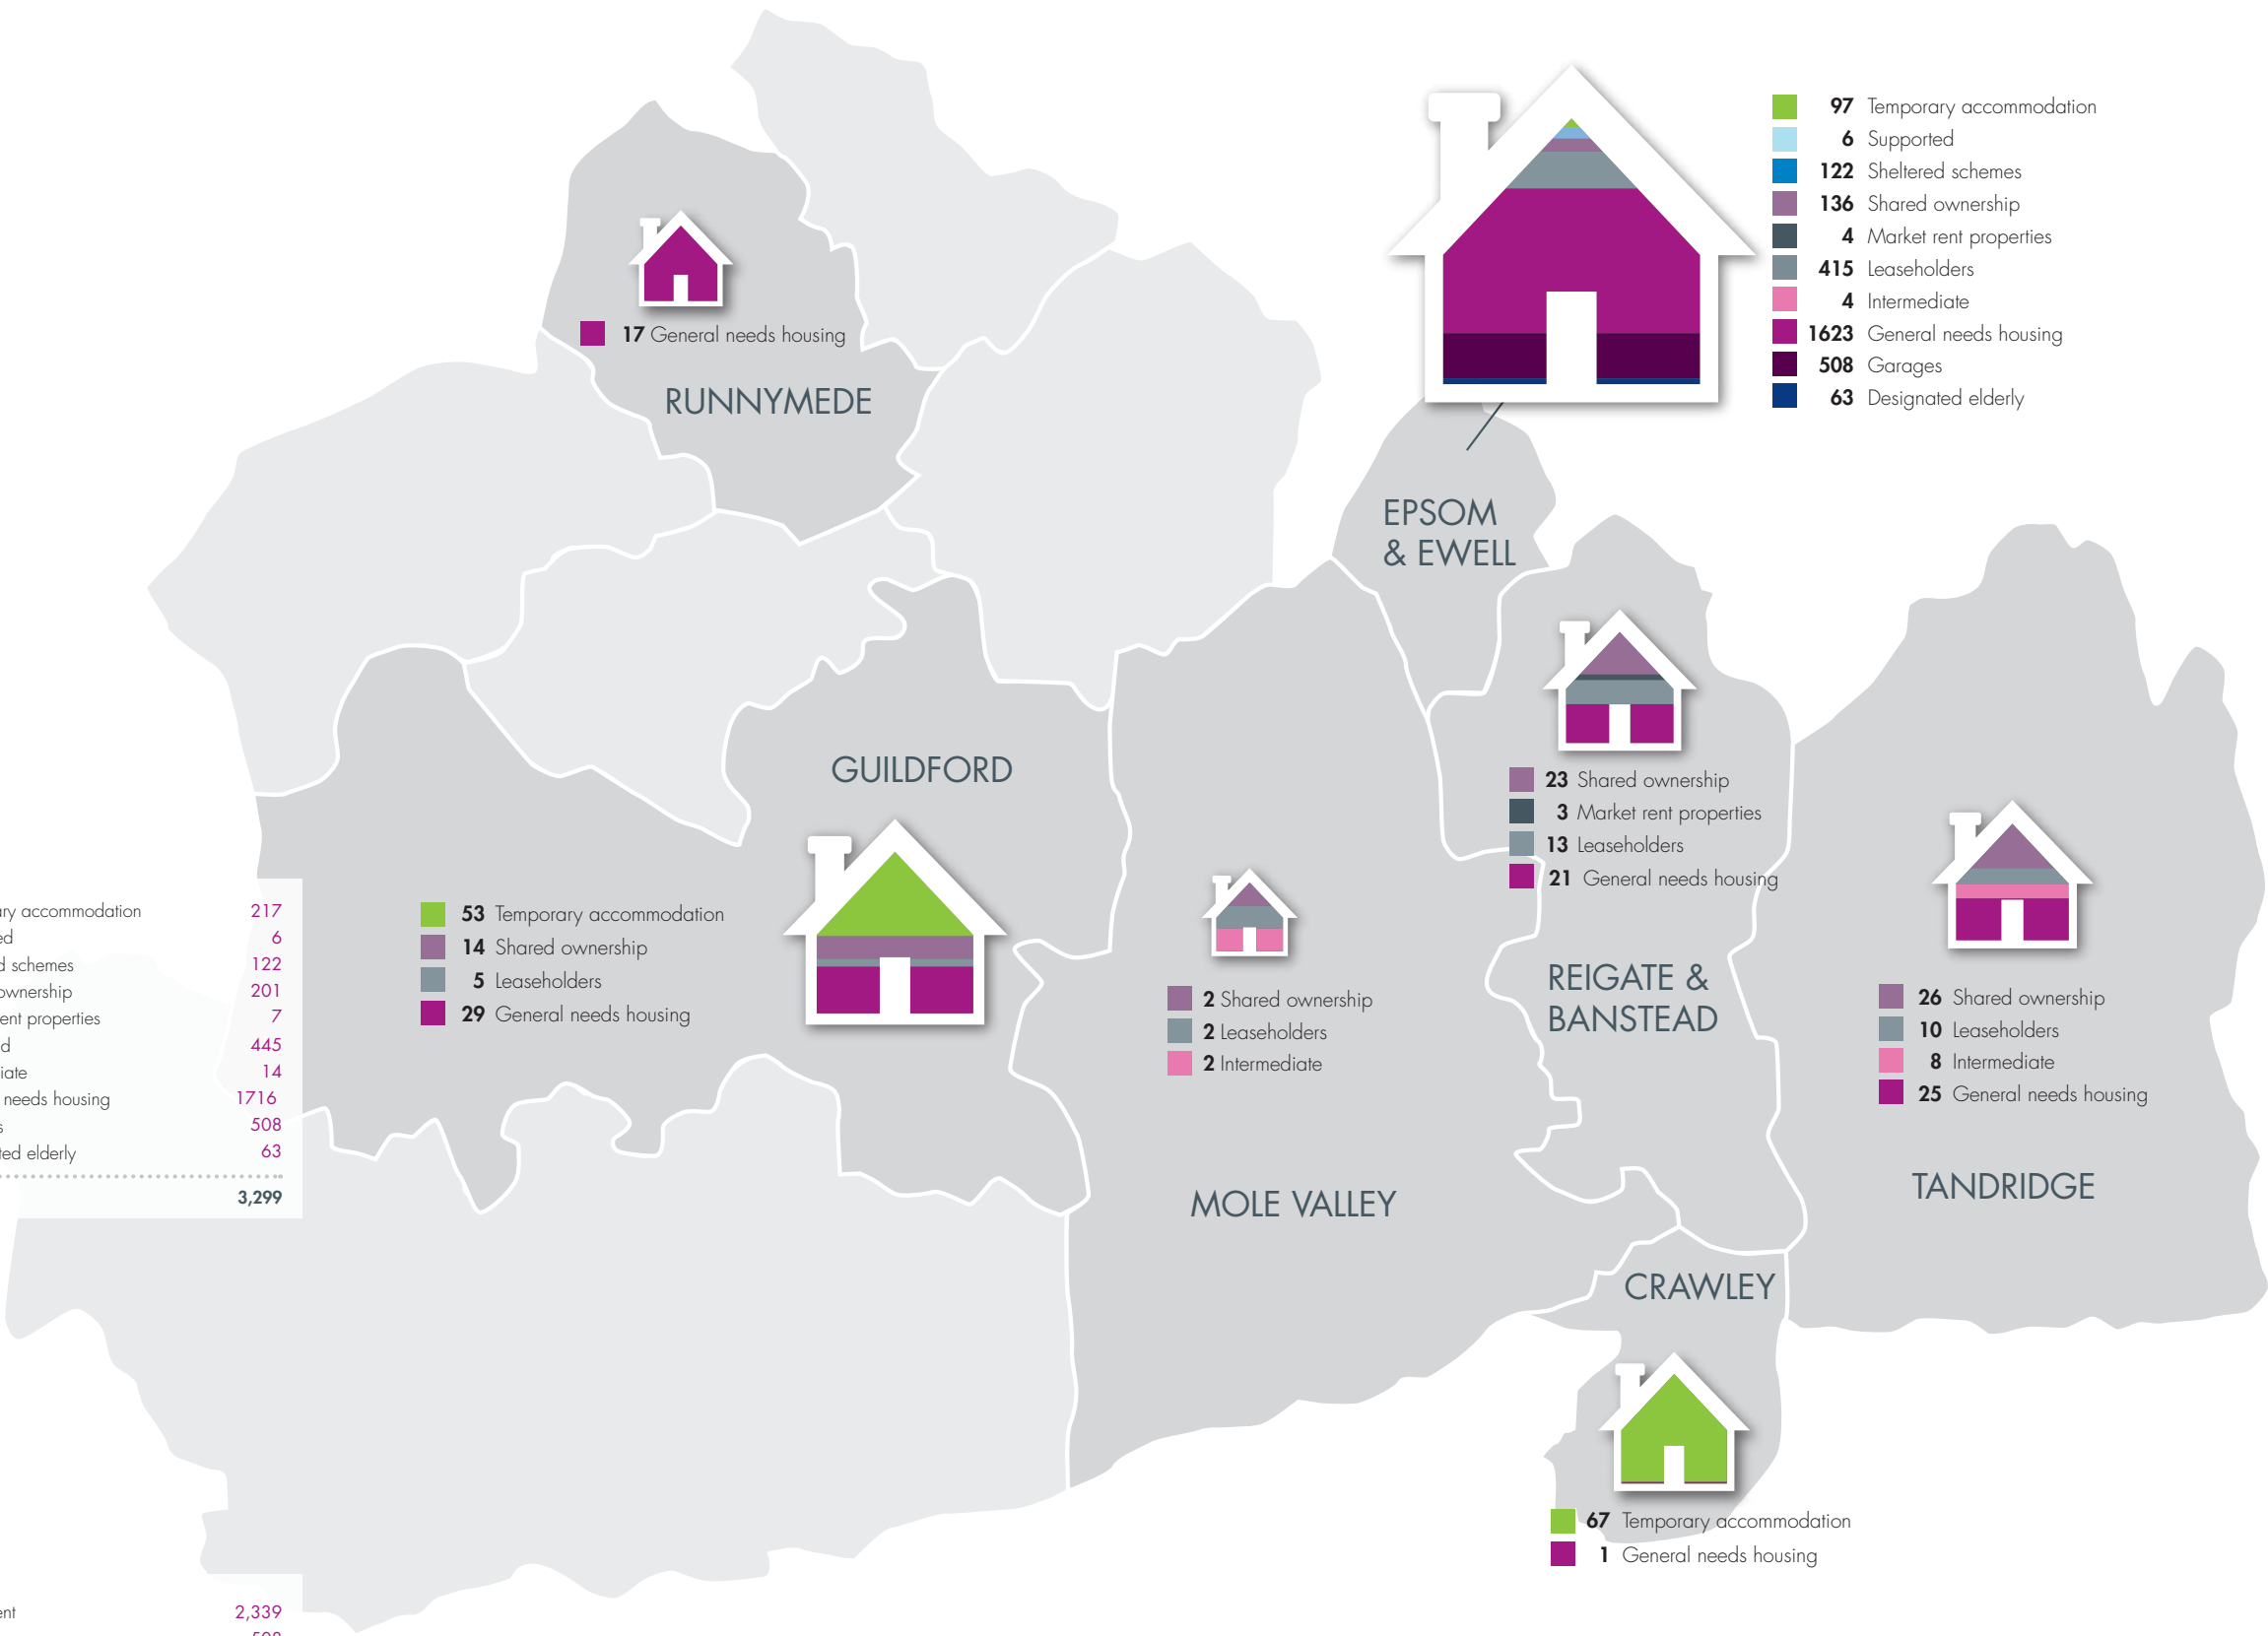 97 Temporary accommodation
6 Supported
122 Sheltered schemes
136 Shared ownership
4 Market rent properties
415 Leaseholders
4 Intermediate
1623 General needs housing
508 Garages
63 Designated elderly
17 General needs housing
RUNNYMEDE
EPSOM
& EWELL
GUILDFORD
53 Temporary accommodation
14 Shared ownership
5 Leaseholders
29 General needs housing
2 Shared ownership
2 Leaseholders
2 Intermediate
MOLE VALLEY
23 Shared ownership
3 Market rent properties
13 Leaseholders
21 General needs housing
REIGATE &
BANSTEAD
26 Shared ownership
10 Leaseholders
8 Intermediate
25 General needs housing
TANDRIDGE
CRAWLEY
67 Temporary accommodation
1 General needs housing
accommodation 217
6
schemes 122
ownership 201
properties 7
445
14
needs housing 1716
508
elderly 63
3,299
2,339